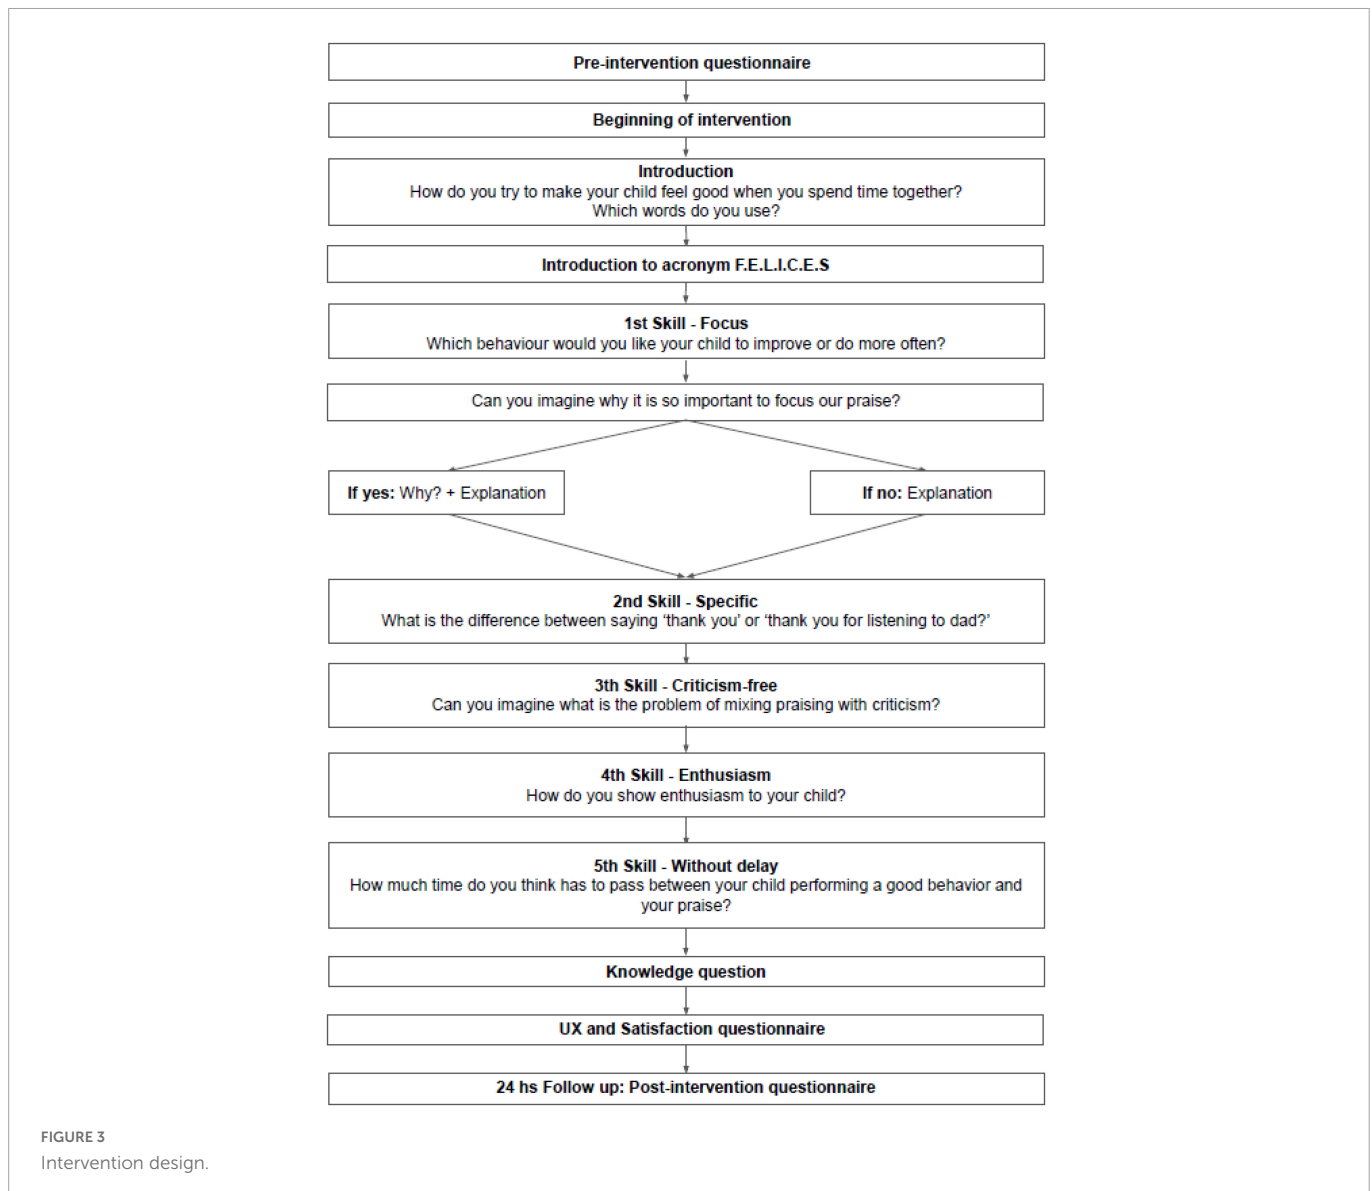 Pre-intervention questionnaire
Beginning of intervention
Introduction
How do you try to make your child feel good when you spend time together?
Which words do you use?
Introduction to acronym F.E.L.I.C.E.S
1st Skill - Focus
Which behaviour would you like your child to improve or do more often?
Can you imagine why it is so important to focus our praise?
If yes: Why? + Explanation
If no: Explanation
2nd Skill - Specific
What is the difference between saying ‘thank you’ or ‘thank you for listening to dad?’
3th Skill - Criticism-free
Can you imagine what is the problem of mixing praising with criticism?
4th Skill - Enthusiasm
How do you show enthusiasm to your child?
5th Skill - Without delay
How much time do you think has to pass between your child performing a good behavior and
your praise?
Knowledge question
UX and Satisfaction questionnaire
24 hs Follow up: Post-intervention questionnaire
FIGURE 3
Intervention design.